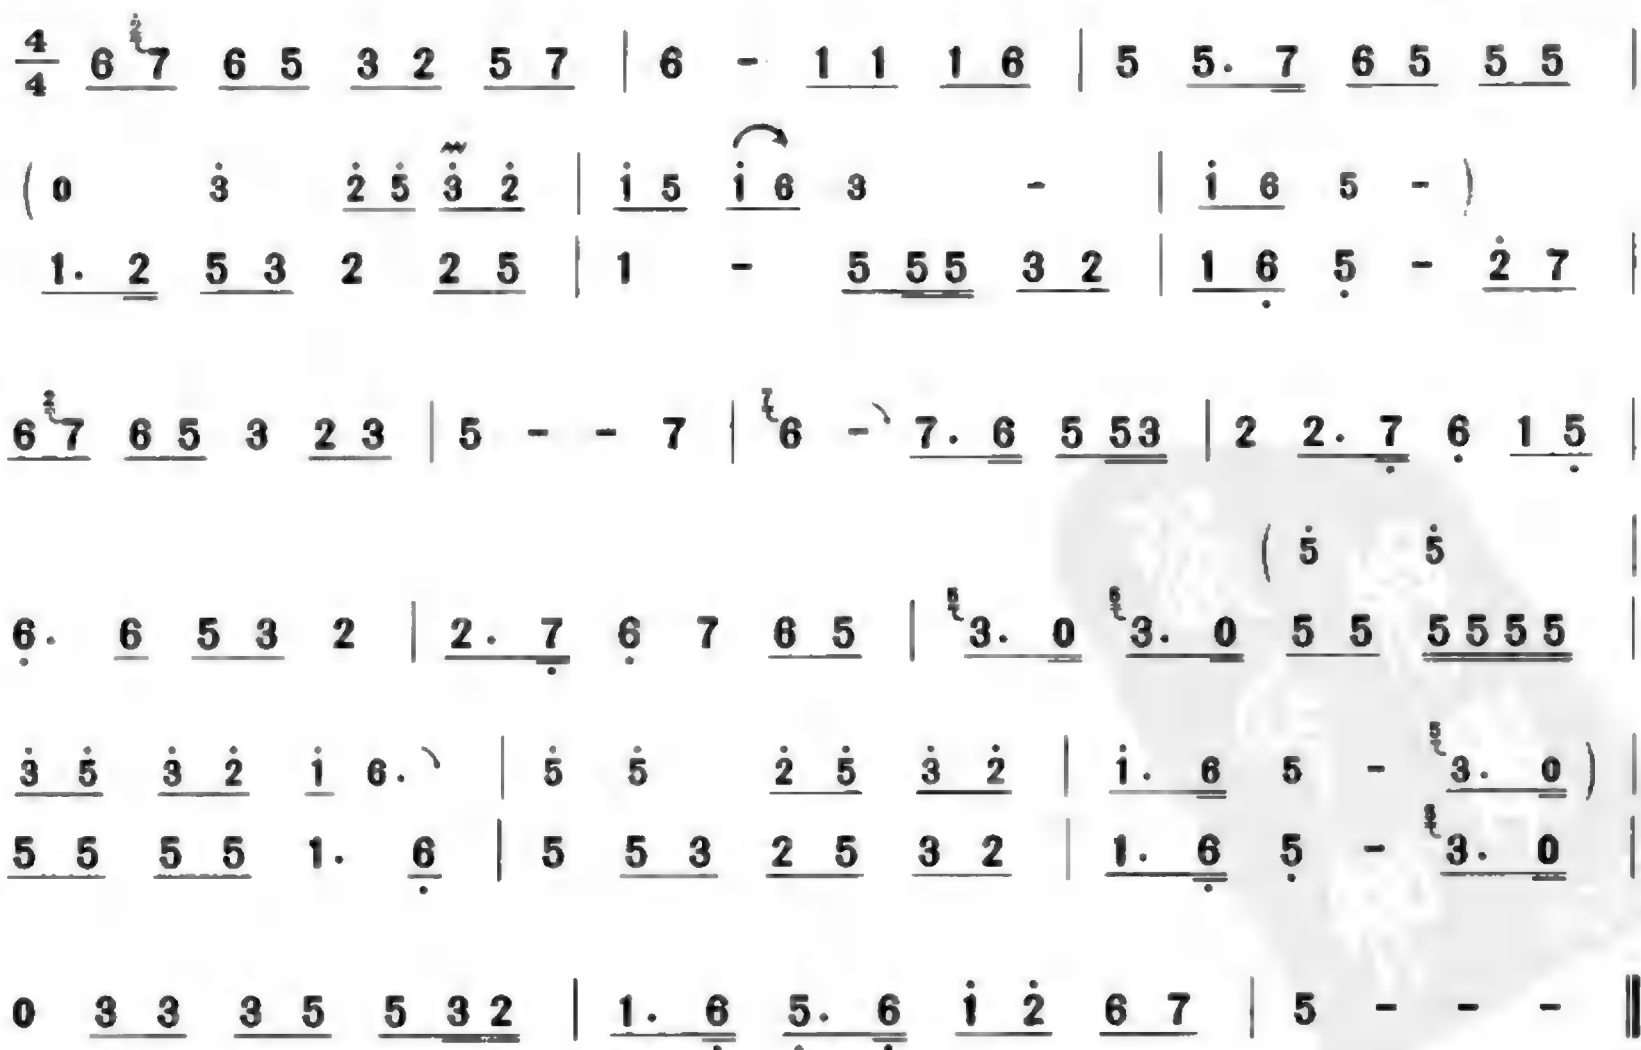 4/4 6 7 6 5 3 2 5 7 | 6 - 1 1 1 6 | 5 5. 7 6 5 5 5 |
( 0 3̇ 2̇ 5̇ 3̇ 2̇ | 1̇ 5 1̇ 6 3 - | 1̇ 6 5 - )
1. 2 5 3 2 2 5 | 1 - 5 5 5 3 2 | 1 6̣ 5̣ - 2̇ 7 |
6 7 6 5 3 2 3 | 5 - - 7 | 6 - 7. 6 5 5 3 | 2 2. 7̣ 6̣ 1 5̣ |
( 5̇ 5̇ |
6̣. 6 5 3 2 | 2. 7̣ 6̣ 7 6 5 | 3. 0 3. 0 5 5 5 5 5 5 |
3̇ 5̇ 3̇ 2̇ 1̇ 6. | 5̇ 5̇ 2̇ 5̇ 3̇ 2̇ | 1̇. 6 5 - 3. 0 ) |
5 5 5 5 1. 6̣ | 5 5 3 2 5 3 2 | 1. 6̣ 5̣ - 3. 0 |
0 3 3 3 5 5 3 2 | 1. 6̣ 5̣. 6̣ 1̇ 2̇ 6 7 | 5 - - - ‖